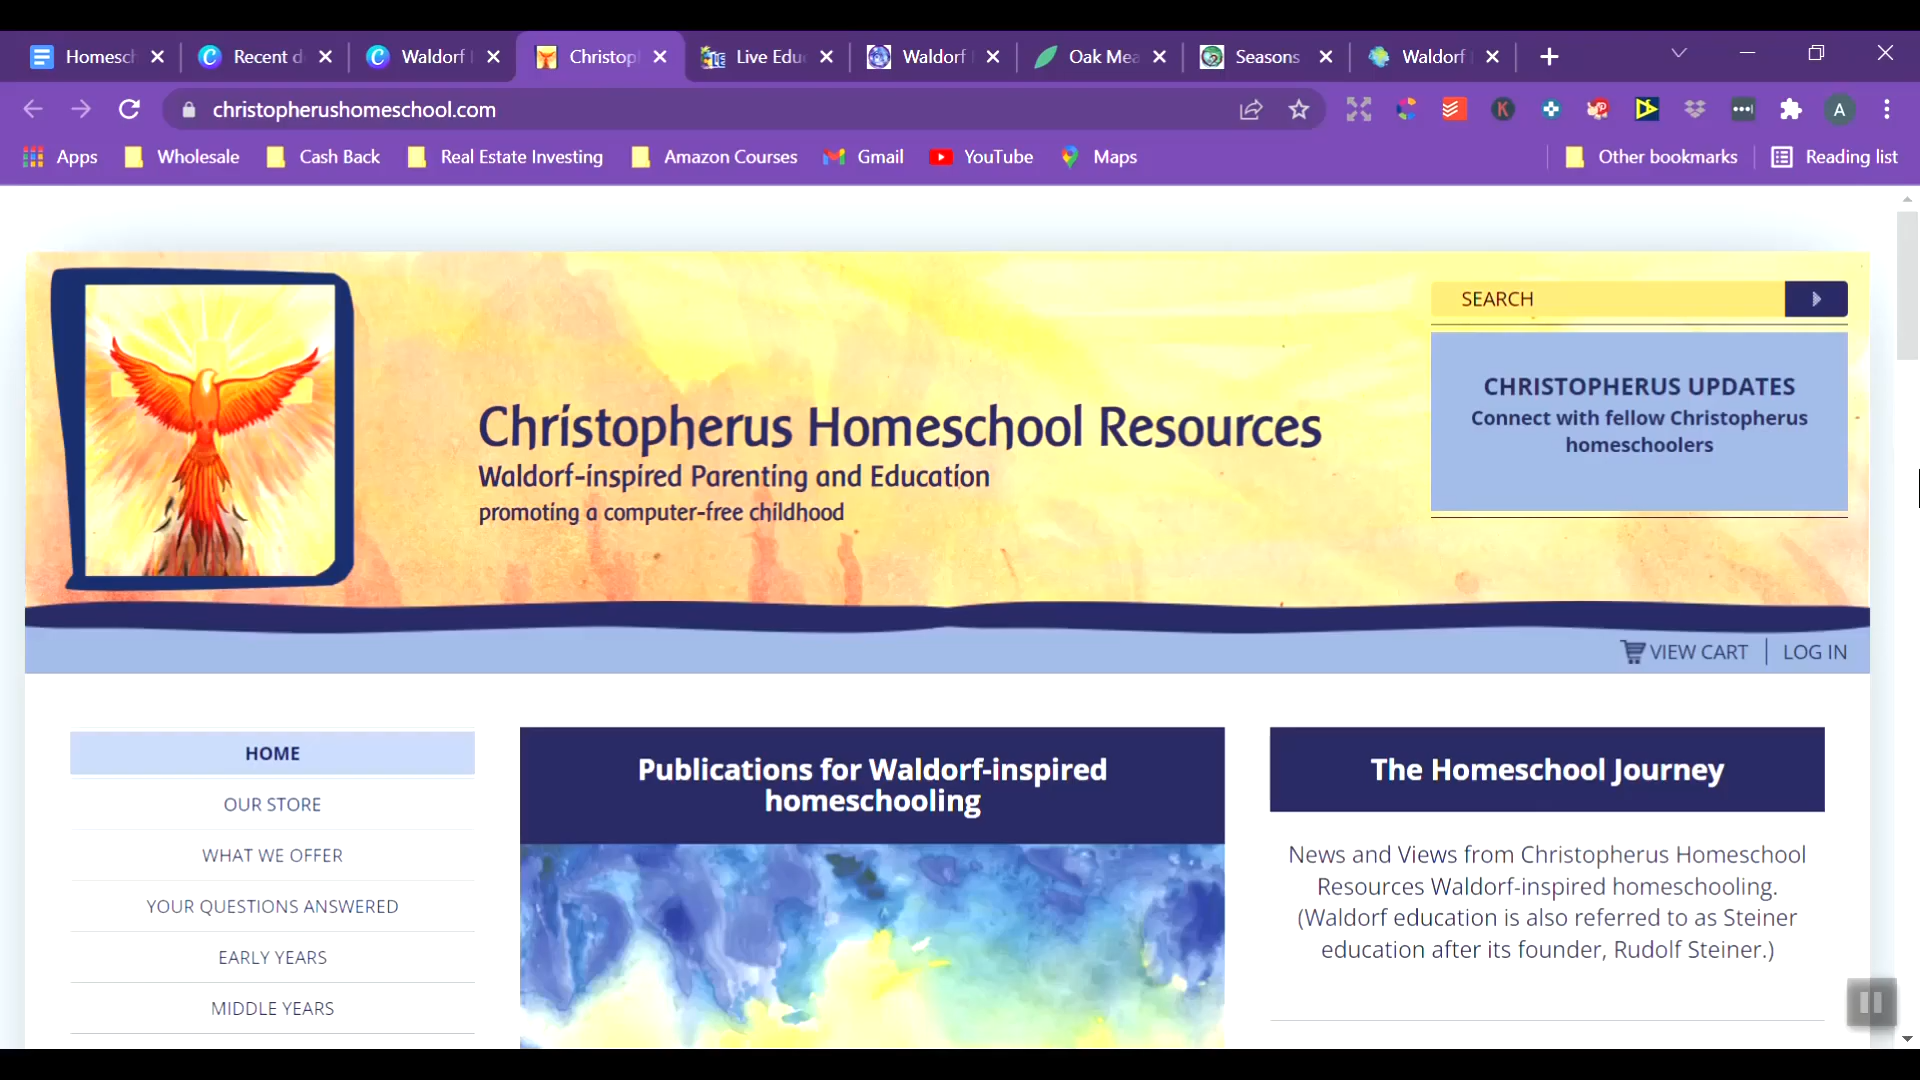 Homesch
Recent d
Waldorf
Christop
Live Edu
Waldorf
Oak Mea
Seasons
Waldorf
christopherushomeschool.com
A
Apps
Wholesale
Cash Back
Real Estate Investing
Amazon Courses
Gmail
YouTube
Maps
Other bookmarks
Reading list
SEARCH
CHRISTOPHERUS UPDATES
Connect with fellow Christopherus
homeschoolers
Christopherus Homeschool Resources
Waldorf-inspired Parenting and Education
promoting a computer-free childhood
VIEW CART
LOG IN
HOME
OUR STORE
WHAT WE OFFER
YOUR QUESTIONS ANSWERED
EARLY YEARS
MIDDLE YEARS
Publications for Waldorf-inspired
homeschooling
The Homeschool Journey
News and Views from Christopherus Homeschool
Resources Waldorf-inspired homeschooling.
(Waldorf education is also referred to as Steiner
education after its founder, Rudolf Steiner.)